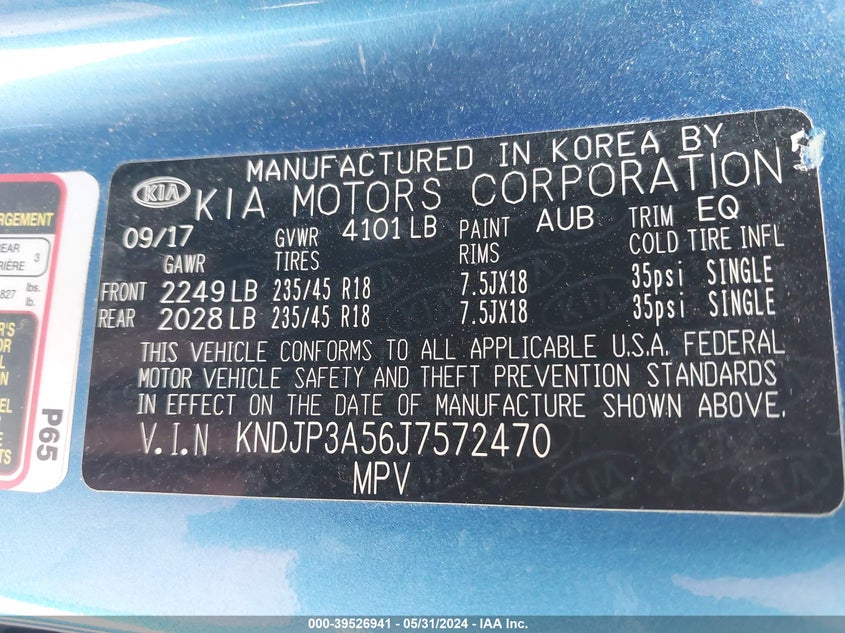 MANUFACTURED IN KOREA BY
KIA KIA MOTORS CORPORATION
09/17 GVWR 4101 LB PAINT AUB TRIM EQ
GAWR TIRES RIMS COLD TIRE INFL
FRONT 2249 LB 235/45 R18 7.5JX18 35psi SINGLE
REAR 2028 LB 235/45 R18 7.5JX18 35psi SINGLE
THIS VEHICLE CONFORMS TO ALL APPLICABLE U.S.A. FEDERAL
MOTOR VEHICLE SAFETY AND THEFT PREVENTION STANDARDS
IN EFFECT ON THE DATE OF MANUFACTURE SHOWN ABOVE.
V.I.N KNDJP3A56J7572470
MPV
3
827 lbs.
lb.
P65
000-39526941 / 05/31/2024 - IAA Inc.